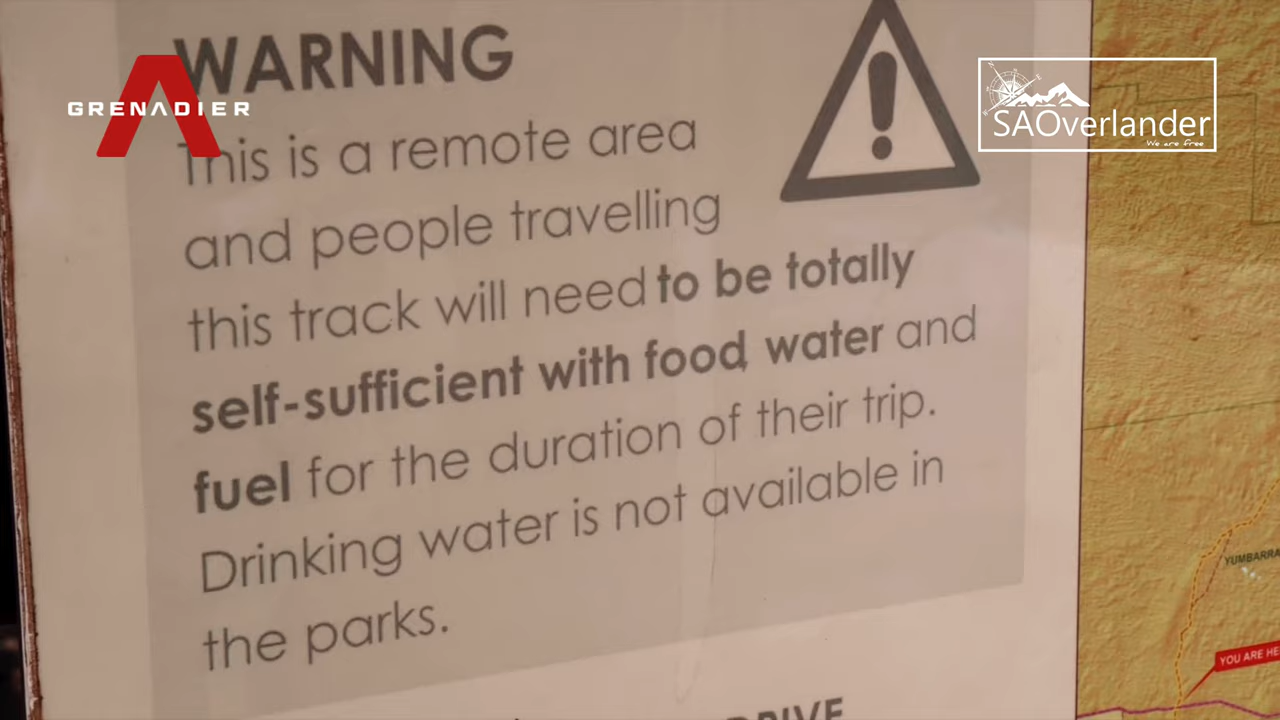 WARNING
This is a remote area
and people travelling
this track will need to be totally
self-sufficient with food, water and
fuel for the duration of their trip.
Drinking water is not available in
the parks.
DRIVE
GRENADIER
SAOverlander
We are free
YUMBARRA
YOU ARE HE